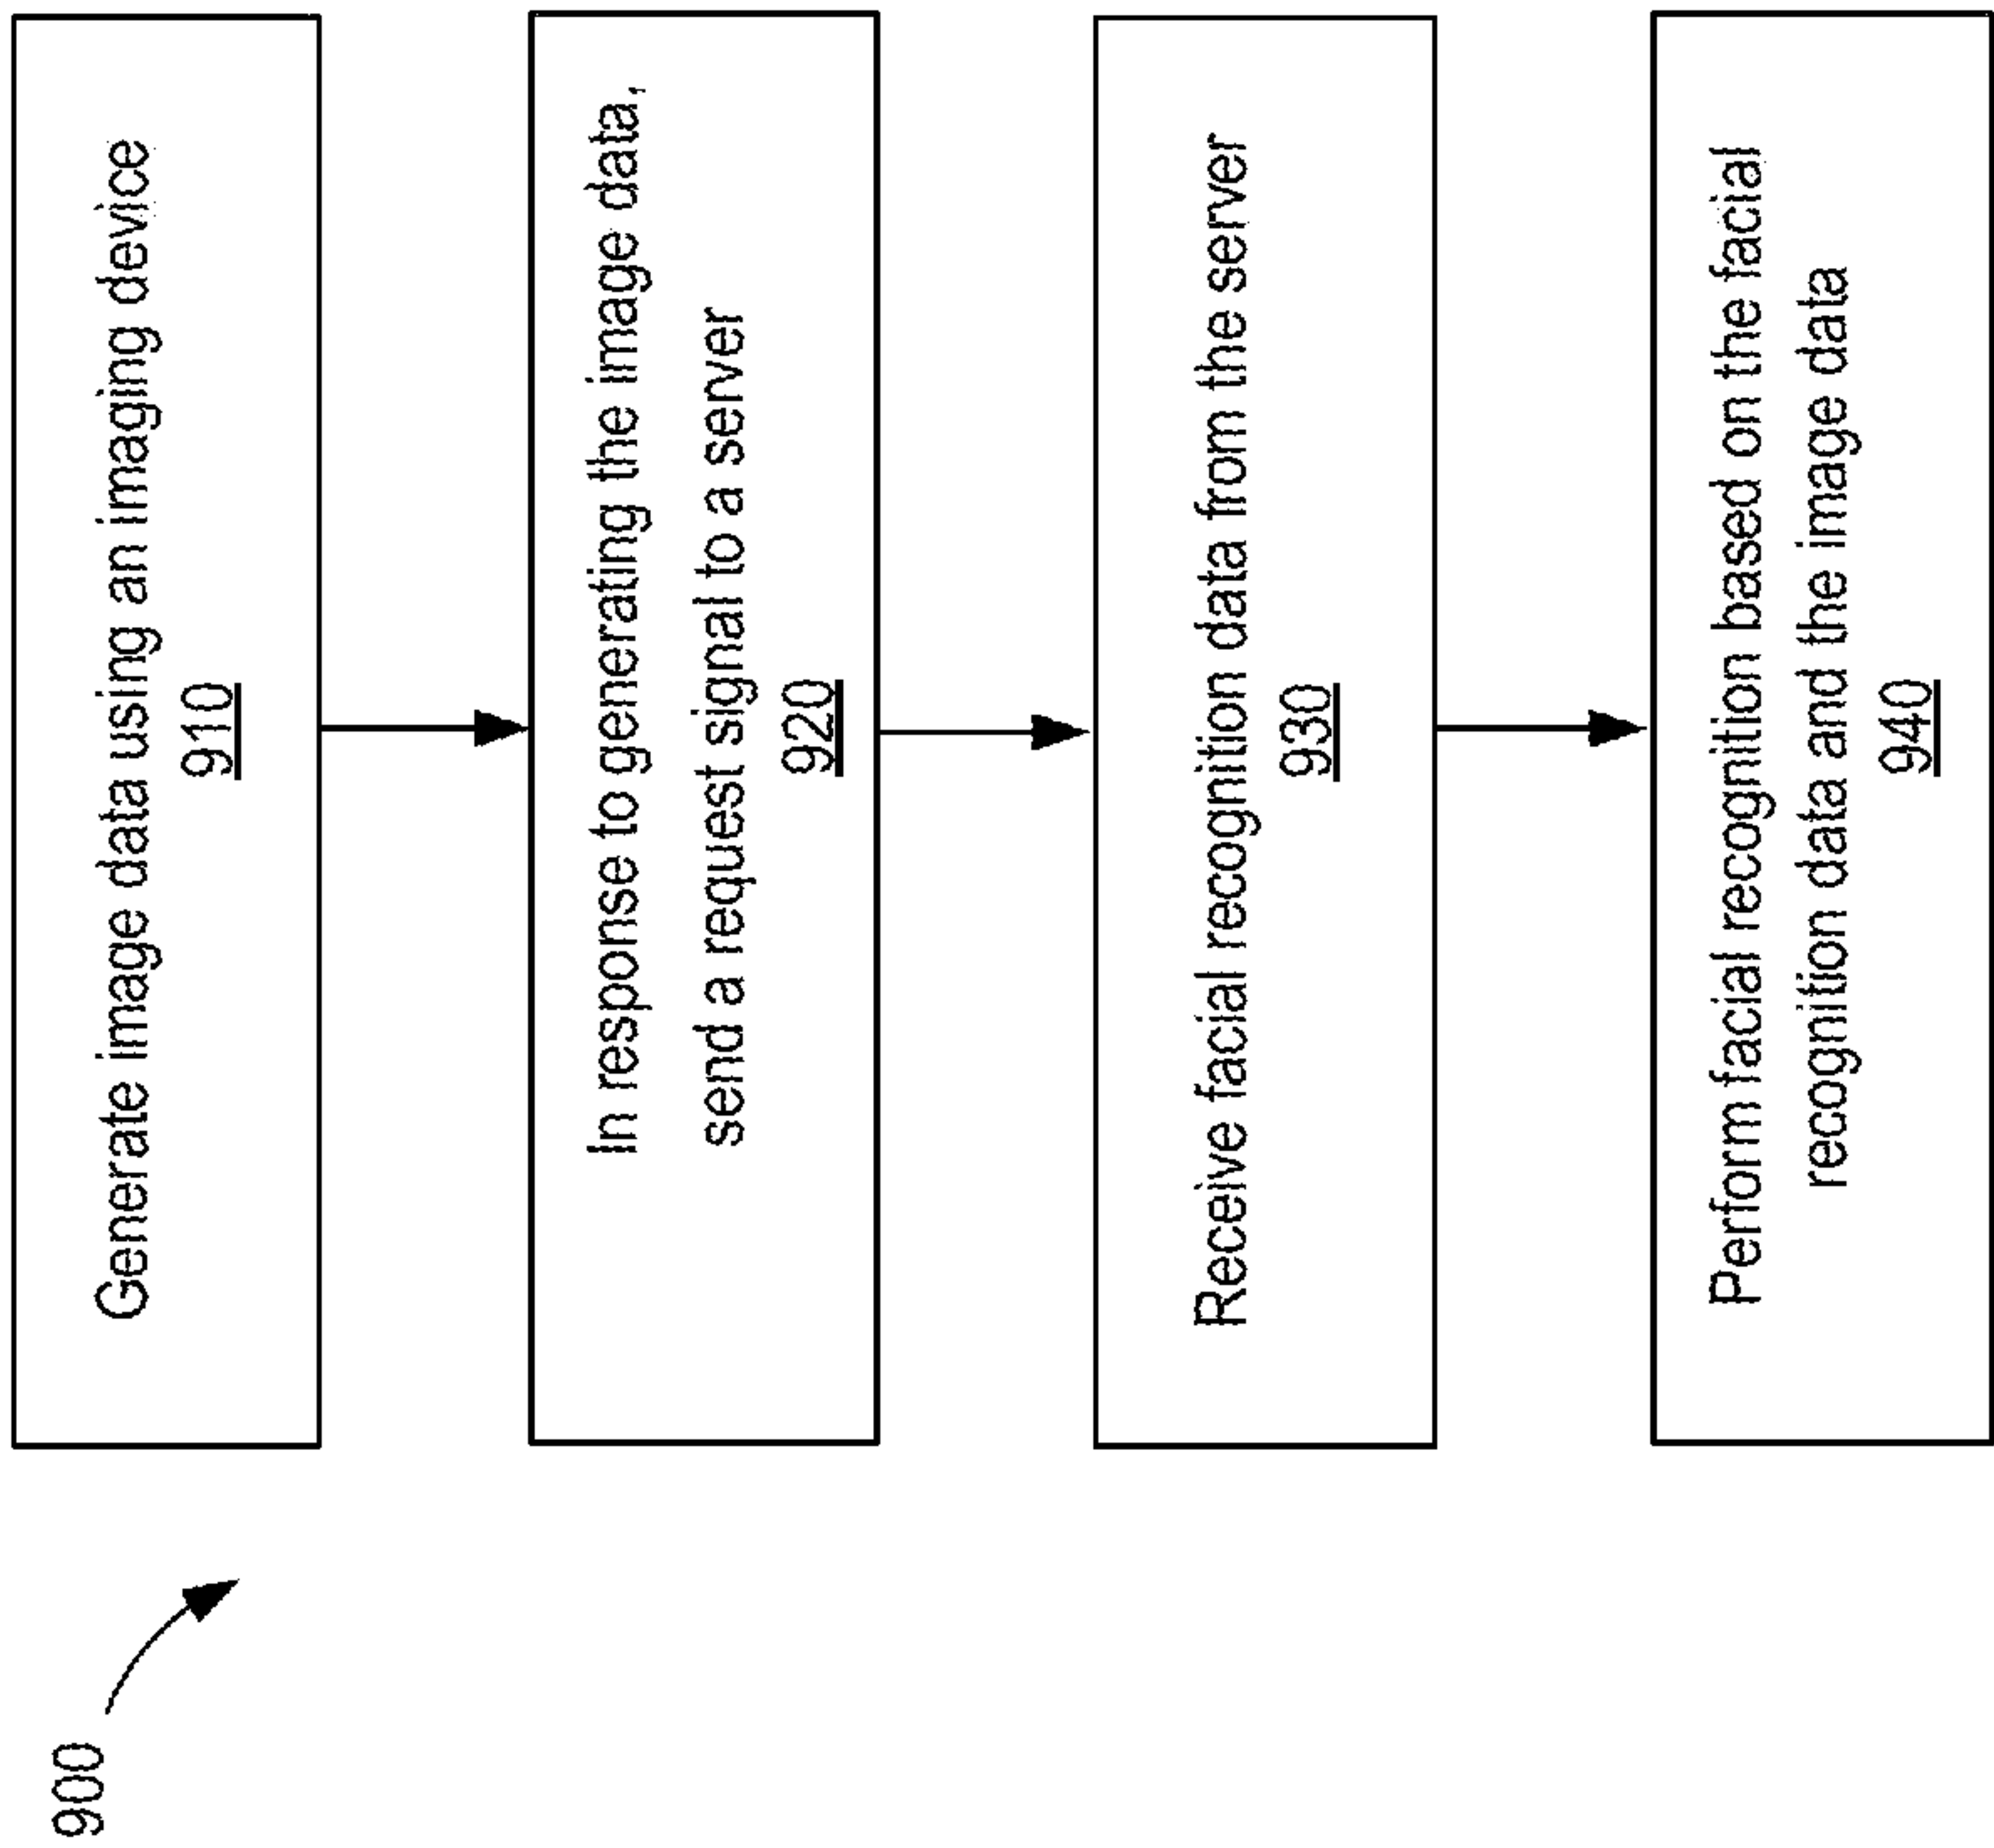 900
Generate image data using an imaging device
910
In response to generating the image data,
send a request signal to a server
920
Receive facial recognition data from the server
930
Perform facial recognition based on the facial
recognition data and the image data
940